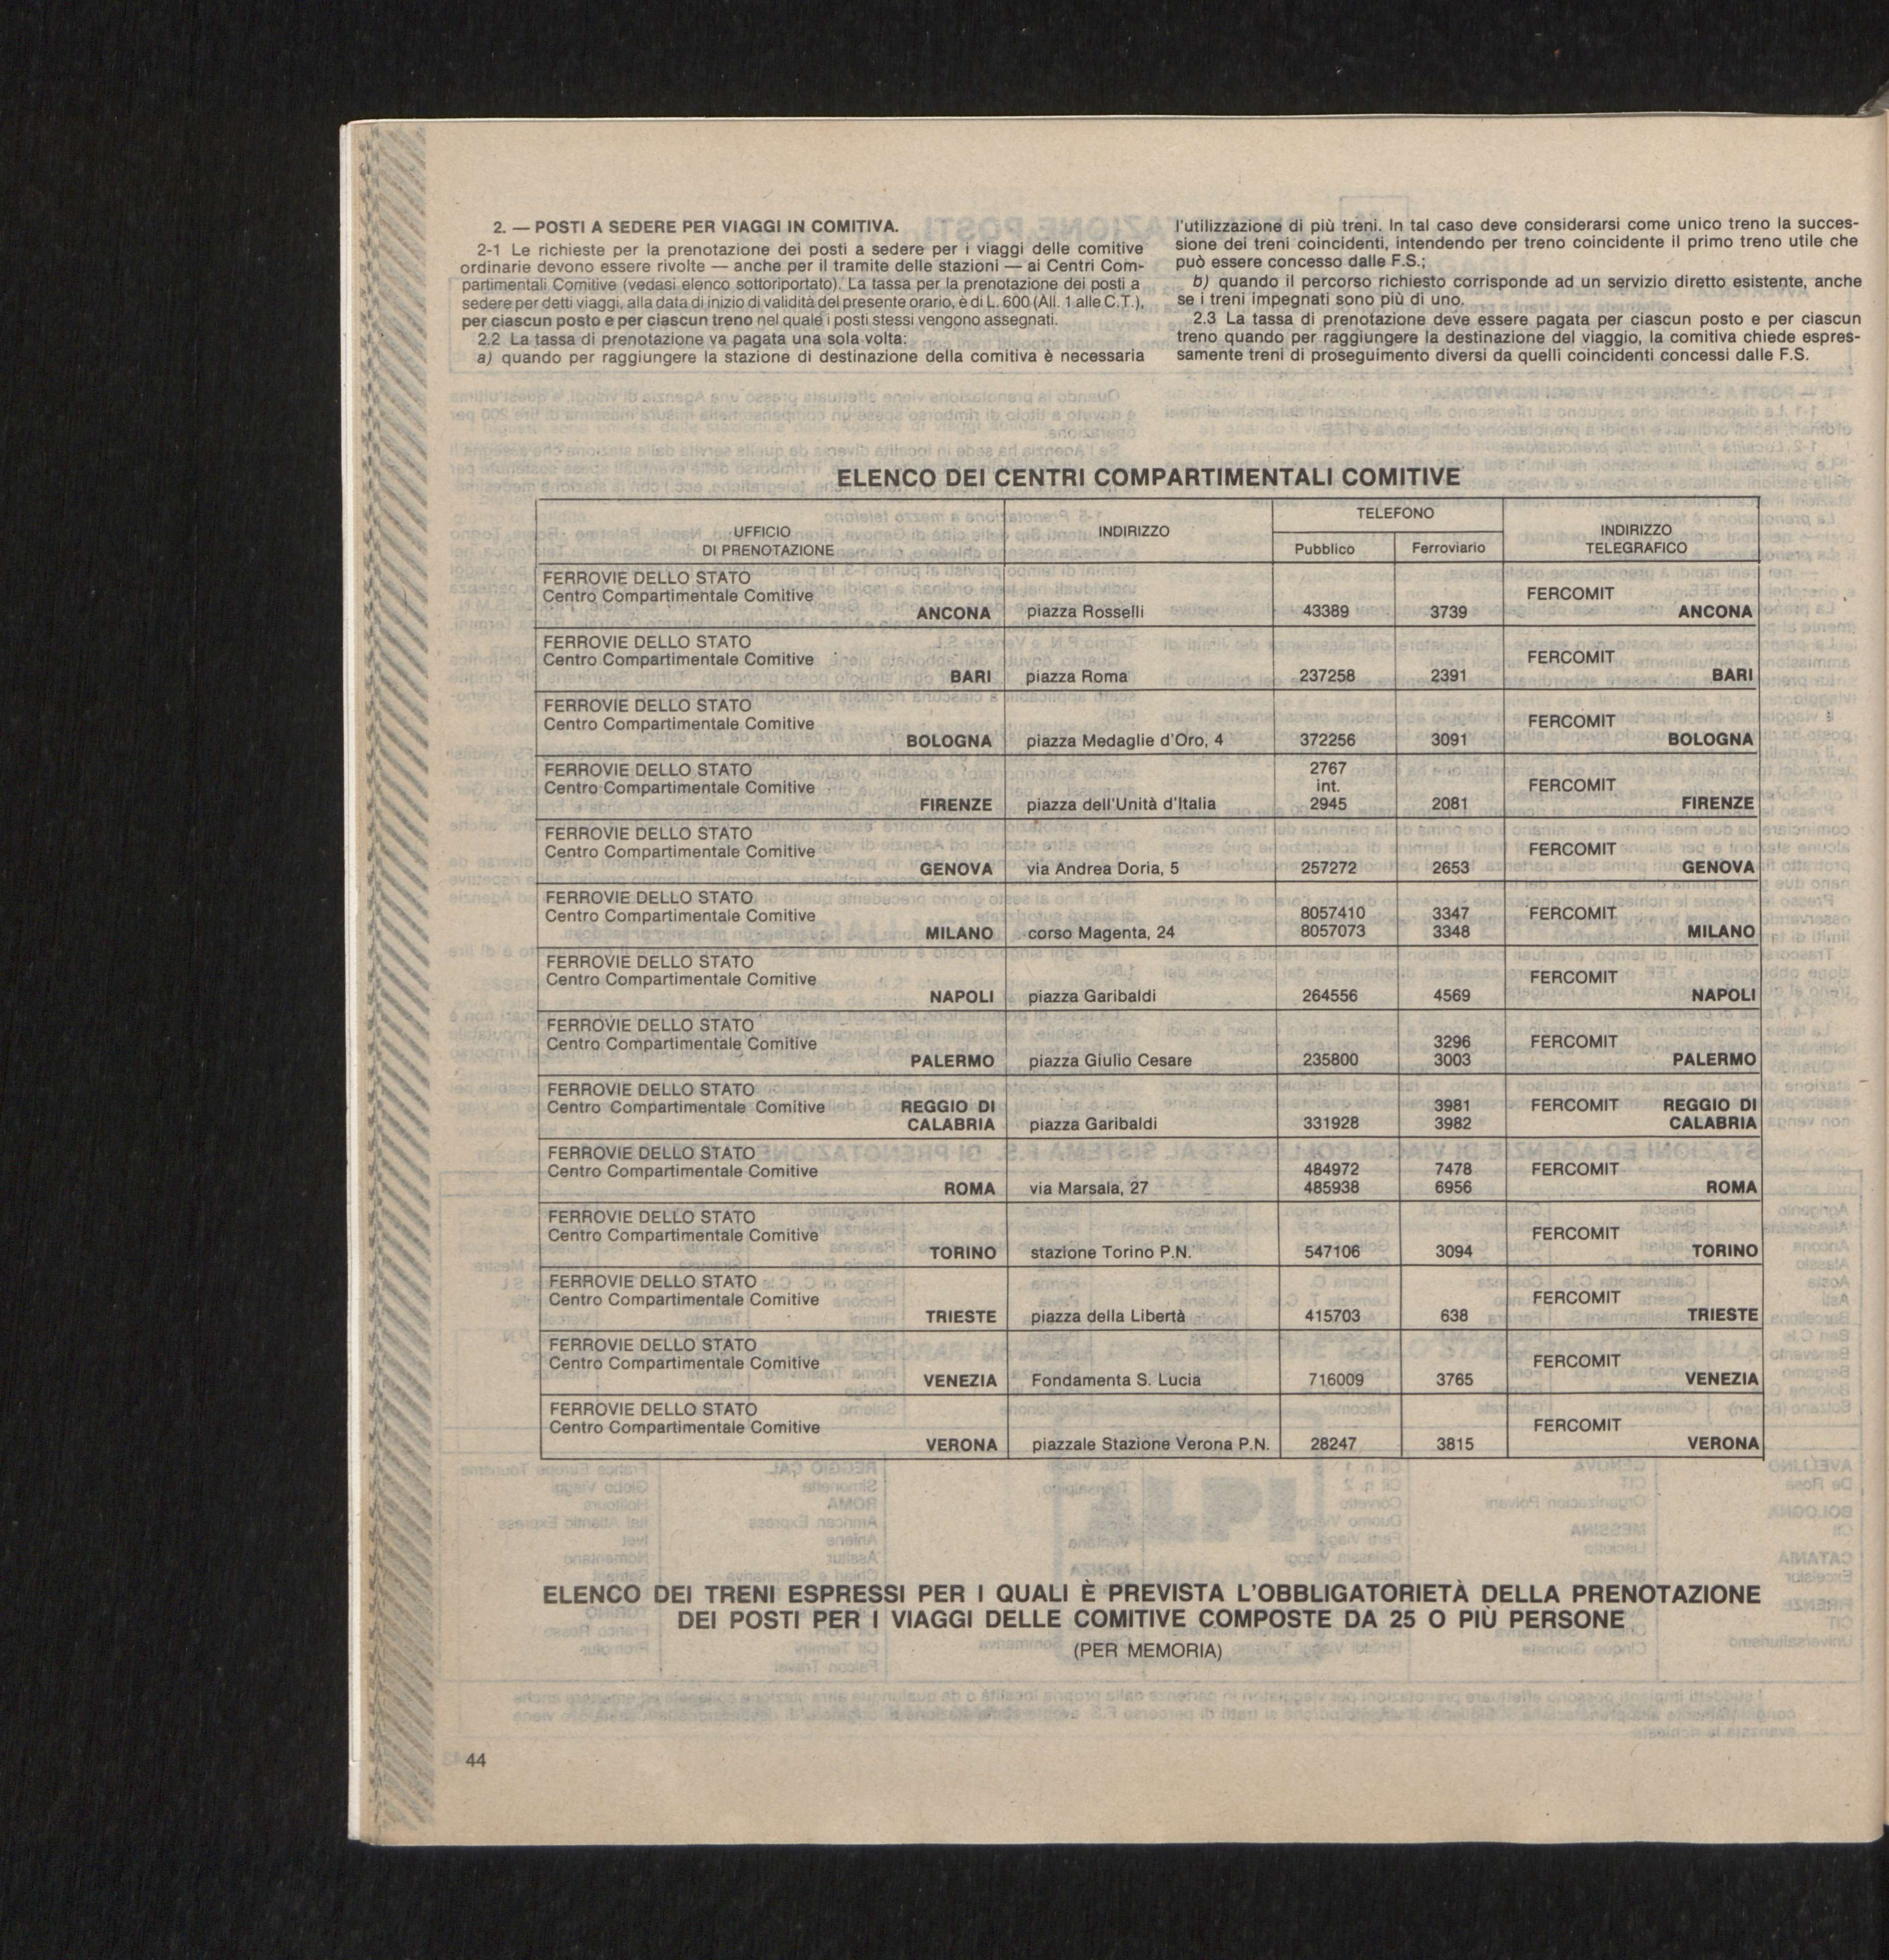 2. — POSTI A SEDERE PER VIAGGI IN COMITIVA.
2-1 Le richieste per la prenotazione dei posti a sedere per i viaggi delle comitive
ordinarie devono essere rivolte — anche per il tramite delle stazioni — ai Centri Com-
partimentali Comitive (vedasi elenco sottoriportato). La tassa per la prenotazione dei posti a
sedere per detti viaggi, alla data di inizio di validità del presente orario, è di L. 600 (All. 1 alle C.T.),
per ciascun posto e per ciascun treno nel quale i posti stessi vengono assegnati.
2.2 La tassa di prenotazione va pagata una sola volta:
a) quando per raggiungere la stazione di destinazione della comitiva è necessaria
l'utilizzazione di più treni. In tal caso deve considerarsi come unico treno la succes-
sione dei treni coincidenti, intendendo per treno coincidente il primo treno utile che
può essere concesso dalle F.S.;
b) quando il percorso richiesto corrisponde ad un servizio diretto esistente, anche
se i treni impegnati sono più di uno.
2.3 La tassa di prenotazione deve essere pagata per ciascun posto e per ciascun
treno quando per raggiungere la destinazione del viaggio, la comitiva chiede espres-
samente treni di proseguimento diversi da quelli coincidenti concessi dalle F.S.
ELENCO DEI CENTRI COMPARTIMENTALI COMITIVE
UFFICIO
DI PRENOTAZIONE
INDIRIZZO
TELEFONO
Pubblico Ferroviario
INDIRIZZO
TELEGRAFICO
FERROVIE DELLO STATO
Centro Compartimentale Comitive FERCOMIT
ANCONA piazza Rosselli 43389 3739 ANCONA
FERROVIE DELLO STATO
Centro Compartimentale Comitive FERCOMIT
BARI piazza Roma 237258 2391 BARI
FERROVIE DELLO STATO
Centro Compartimentale Comitive FERCOMIT
BOLOGNA piazza Medaglie d'Oro, 4 372256 3091 BOLOGNA
FERROVIE DELLO STATO 2767
Centro Compartimentale Comitive int. FERCOMIT
FIRENZE piazza dell'Unità d'Italia 2945 2081 FIRENZE
FERROVIE DELLO STATO
Centro Compartimentale Comitive FERCOMIT
GENOVA via Andrea Doria, 5 257272 2653 GENOVA
FERROVIE DELLO STATO
Centro Compartimentale Comitive 8057410 3347 FERCOMIT
MILANO corso Magenta, 24 8057073 3348 MILANO
FERROVIE DELLO STATO
Centro Compartimentale Comitive FERCOMIT
NAPOLI piazza Garibaldi 264556 4569 NAPOLI
FERROVIE DELLO STATO
Centro Compartimentale Comitive 3296 FERCOMIT
PALERMO piazza Giulio Cesare 235800 3003 PALERMO
FERROVIE DELLO STATO
Centro Compartimentale Comitive REGGIO DI 3981 FERCOMIT REGGIO DI
CALABRIA piazza Garibaldi 331928 3982 CALABRIA
FERROVIE DELLO STATO
Centro Compartimentale Comitive 484972 7478 FERCOMIT
ROMA via Marsala, 27 485938 6956 ROMA
FERROVIE DELLO STATO
Centro Compartimentale Comitive FERCOMIT
TORINO stazione Torino P.N. 547106 3094 TORINO
FERROVIE DELLO STATO
Centro Compartimentale Comitive FERCOMIT
TRIESTE piazza della Libertà 415703 638 TRIESTE
FERROVIE DELLO STATO
Centro Compartimentale Comitive FERCOMIT
VENEZIA Fondamenta S. Lucia 716009 3765 VENEZIA
FERROVIE DELLO STATO
Centro Compartimentale Comitive FERCOMIT
VERONA piazzale Stazione Verona P.N. 28247 3815 VERONA
ELENCO DEI TRENI ESPRESSI PER I QUALI È PREVISTA L'OBBLIGATORIETÀ DELLA PRENOTAZIONE
DEI POSTI PER I VIAGGI DELLE COMITIVE COMPOSTE DA 25 O PIÙ PERSONE
(PER MEMORIA)
44